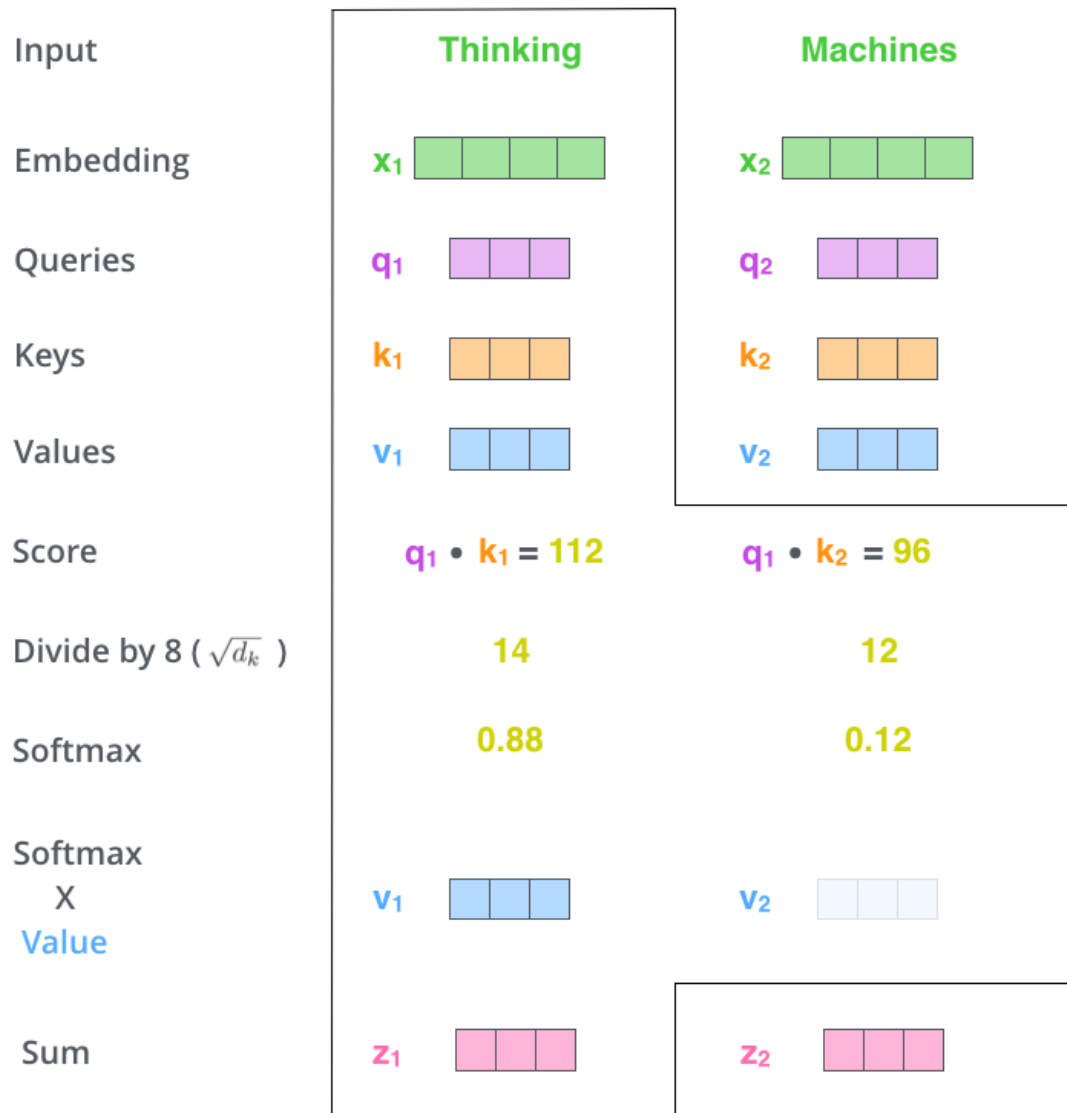 Input Thinking Machines
Embedding x₁ x₂
Queries q₁ q₂
Keys k₁ k₂
Values v₁ v₂
Score q₁ • k₁ = 112 q₁ • k₂ = 96
Divide by 8 ( √dₖ ) 14 12
Softmax 0.88 0.12
Softmax
X
Value v₁ v₂
Sum z₁ z₂